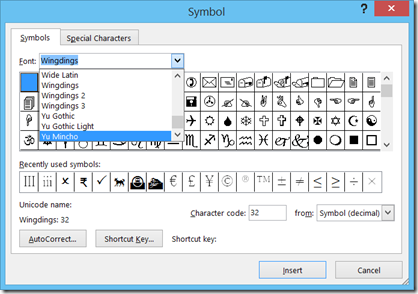 Symbol
Symbols Special Characters
Font: Wingdings
Wide Latin
Wingdings
Wingdings 2
Wingdings 3
Yu Gothic
Yu Gothic Light
Yu Mincho
Recently used symbols:
III iii x ₹ ✓ € £ ¥ © ® ™ ± ≠ ≤ ≥ ÷
Unicode name:
Wingdings: 32
Character code: 32 from: Symbol (decimal)
AutoCorrect... Shortcut Key... Shortcut key:
Insert Cancel